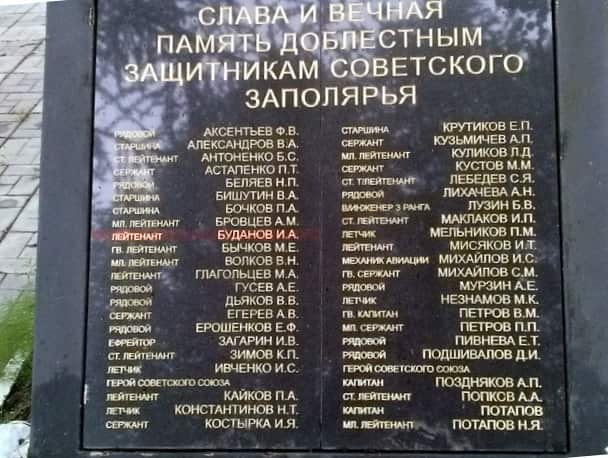 СЛАВА И ВЕЧНАЯ
ПАМЯТЬ ДОБЛЕСТНЫМ
ЗАЩИТНИКАМ СОВЕТСКОГО
ЗАПОЛЯРЬЯ
РЯДОВОЙ АКСЕНТЬЕВ Ф.В.
СТАРШИНА АЛЕКСАНДРОВ В.А.
СТ. ЛЕЙТЕНАНТ АНТОНЕНКО Б.С.
СЕРЖАНТ АСТАПЕНКО П.Т.
РЯДОВОЙ БЕЛЯЕВ Н.П.
СТАРШИНА БИШУТИН В.А.
СТАРШИНА БОЧКОВ П.А.
МЛ. ЛЕЙТЕНАНТ БРОВЦЕВ А.М.
ЛЕЙТЕНАНТ БУДАНОВ И.А.
ГВ. ЛЕЙТЕНАНТ БЫЧКОВ М.Е.
МЛ. ЛЕЙТЕНАНТ ВОЛКОВ В.Н.
ЛЕЙТЕНАНТ ГЛАГОЛЬЦЕВ М.А.
РЯДОВОЙ ГУСЕВ А.Е.
РЯДОВОЙ ДЬЯКОВ В.В.
СЕРЖАНТ ЕГЕРЕВ А.В.
РЯДОВОЙ ЕРОШЕНКОВ Е.Ф.
ЕФРЕЙТОР ЗАГАРИН И.В.
СТ. ЛЕЙТЕНАНТ ЗИМОВ К.П.
ЛЕТЧИК ИВЧЕНКО И.С.
ГЕРОЙ СОВЕТСКОГО СОЮЗА
ЛЕЙТЕНАНТ КАЙКОВ П.А.
ЛЕТЧИК КОНСТАНТИНОВ Н.Т.
СЕРЖАНТ КОСТЫРКА И.Я.
СТАРШИНА КРУТИКОВ Е.П.
СЕРЖАНТ КУЗЬМИЧЕВ А.П.
МЛ. ЛЕЙТЕНАНТ КУЛИКОВ Л.Д.
СЕРЖАНТ КУСТОВ М.М.
СТ. ТЛЕЙТЕНАНТ ЛЕБЕДЕВ С.Я.
РЯДОВОЙ ЛИХАЧЕВА А.Н.
ВИНЖЕНЕР 3 РАНГА ЛУЗИН Б.В.
СТ. ЛЕЙТЕНАНТ МАКЛАКОВ И.П.
ЛЕТЧИК МЕЛЬНИКОВ П.М.
ЛЕЙТЕНАНТ МИСЯКОВ И.Т.
МЕХАНИК АВИАЦИИ МИХАЙЛОВ И.С.
ГВ. СЕРЖАНТ МИХАЙЛОВ С.М.
РЯДОВОЙ МУРЗИН А.Е.
ЛЕТЧИК НЕЗНАМОВ М.К.
ГВ. КАПИТАН ПЕТРОВ В.М.
МЛ. СЕРЖАНТ ПЕТРОВ П.П.
РЯДОВОЙ ПИВНЕВА Е.Т.
РЯДОВОЙ ПОДШИВАЛОВ Д.И.
ГЕРОЙ СОВЕТСКОГО СОЮЗА
КАПИТАН ПОЗДНЯКОВ А.П.
СТ. ЛЕЙТЕНАНТ ПОПКОВ А.А.
КАПИТАН ПОТАПОВ
МЛ. ЛЕЙТЕНАНТ ПОТАПОВ Н.Я.